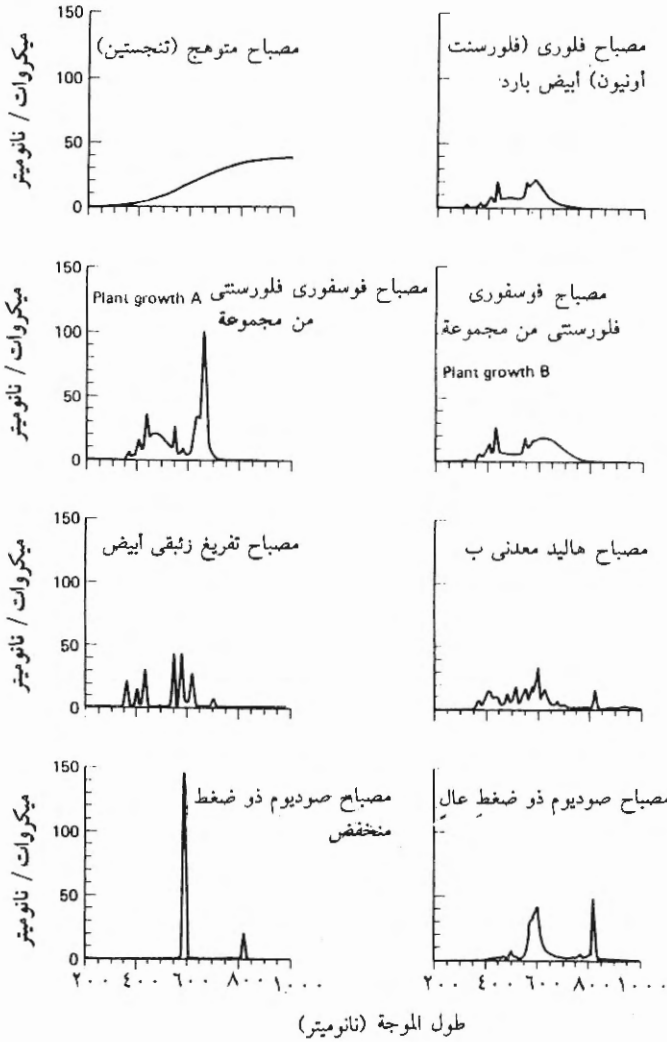 ميكروات / نانوميتر
150
100
50
0
مصباح متوهج (تنجستين)
مصباح فلورى (فلورسنت
أونيون) أبيض بارد
ميكروات / نانوميتر
150
100
50
0
Plant growth A مصباح فوسفورى فلورسنتى
من مجموعة
مصباح فوسفورى
فلورسنتى من مجموعة
Plant growth B
ميكروات / نانوميتر
150
100
50
0
مصباح تفريغ زئبقى أبيض
مصباح هاليد معدنى ب
ميكروات / نانوميتر
150
100
50
0
مصباح صوديوم ذو ضغط
منخفض
مصباح صوديوم ذو ضغطٍ عالٍ
٢٠٠ ٤٠٠ ٦٠٠ ٨٠٠ ١٠٠٠
٢٠٠ ٤٠٠ ٦٠٠ ٨٠٠ ١٠٠٠
طول الموجة (نانوميتر)